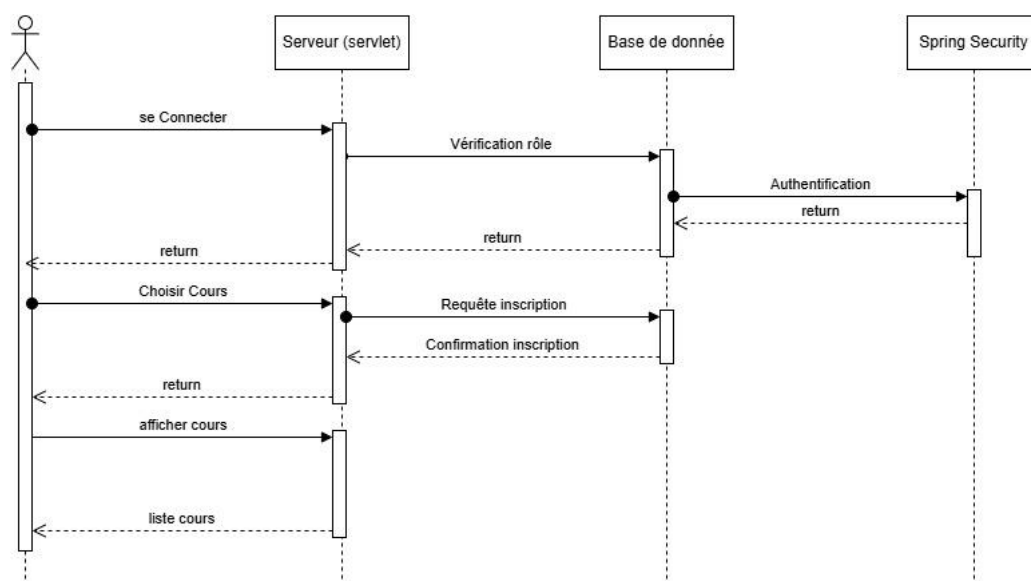 Serveur (servlet)
Base de donnée
Spring Security
se Connecter
Vérification rôle
Authentification
return
return
return
Choisir Cours
Requête inscription
Confirmation inscription
return
afficher cours
liste cours